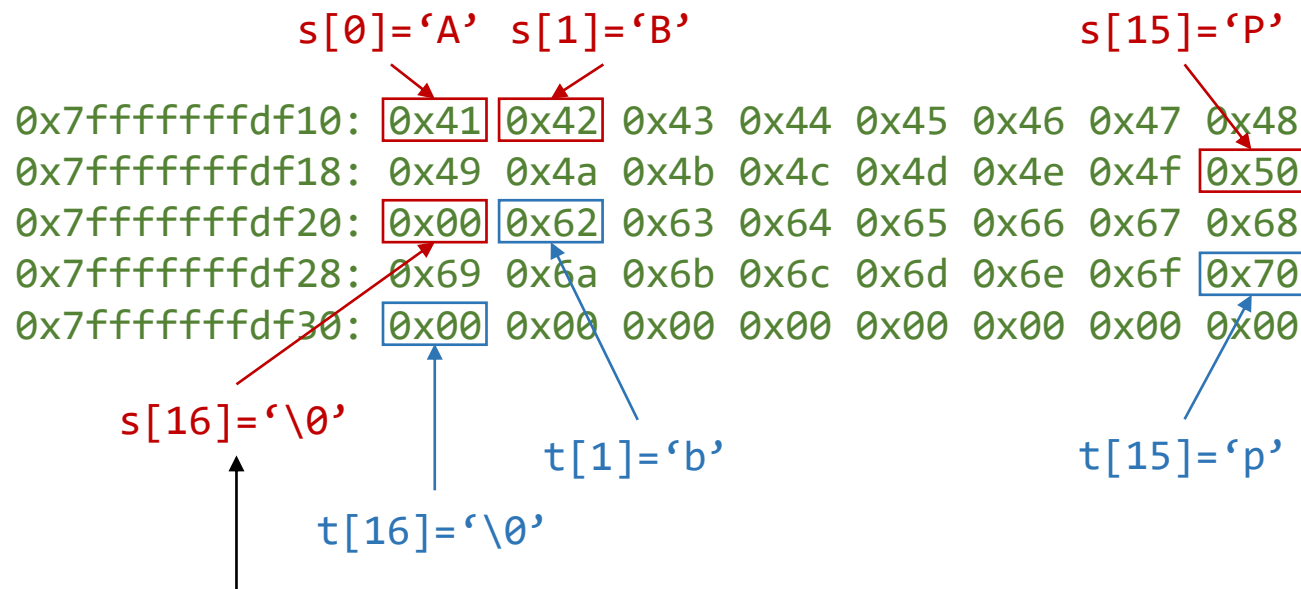 s[0]=‘A’ s[1]=‘B’ s[15]=‘P’
0x7fffffffdf10: 0x41 0x42 0x43 0x44 0x45 0x46 0x47 0x48
0x7fffffffdf18: 0x49 0x4a 0x4b 0x4c 0x4d 0x4e 0x4f 0x50
0x7fffffffdf20: 0x00 0x62 0x63 0x64 0x65 0x66 0x67 0x68
0x7fffffffdf28: 0x69 0x6a 0x6b 0x6c 0x6d 0x6e 0x6f 0x70
0x7fffffffdf30: 0x00 0x00 0x00 0x00 0x00 0x00 0x00 0x00
s[16]=‘\0’
t[1]=‘b’ t[15]=‘p’
t[16]=‘\0’